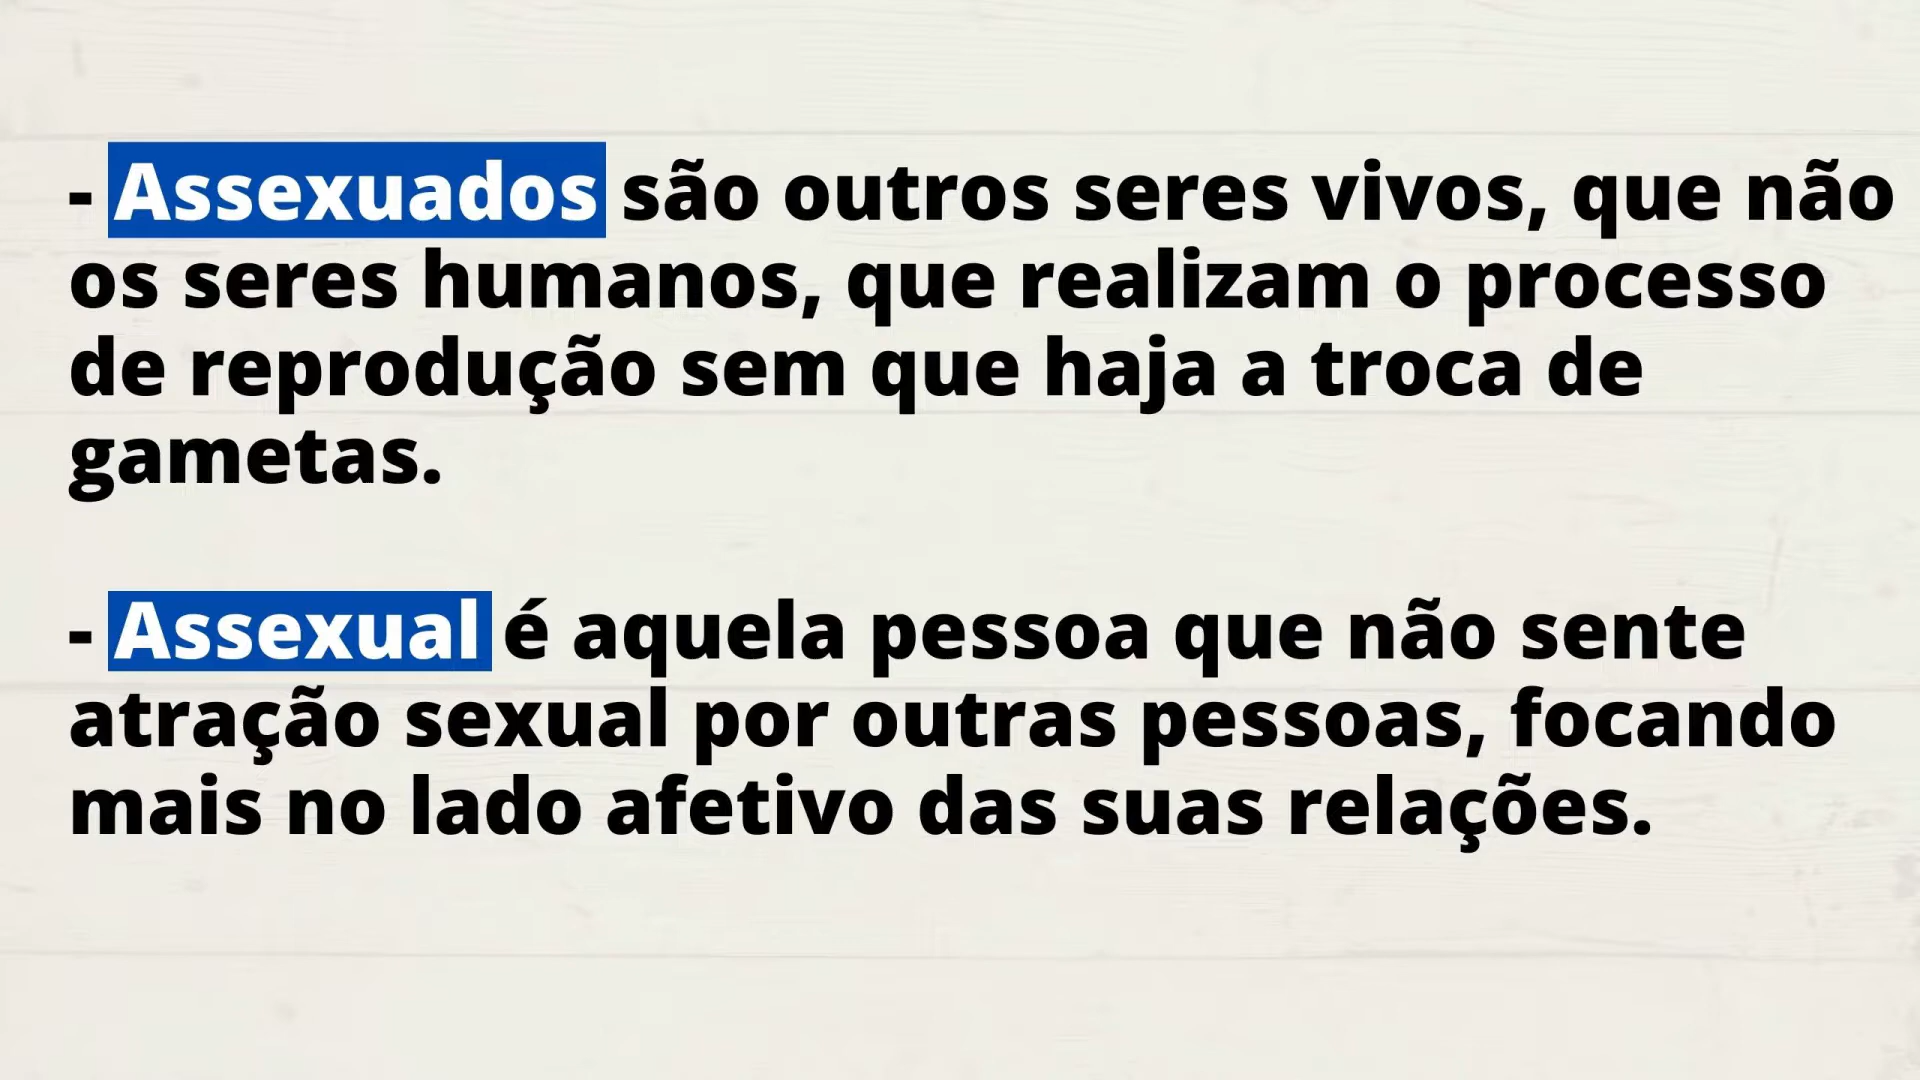 - Assexuados são outros seres vivos, que não
os seres humanos, que realizam o processo
de reprodução sem que haja a troca de
gametas.
- Assexual é aquela pessoa que não sente
atração sexual por outras pessoas, focando
mais no lado afetivo das suas relações.